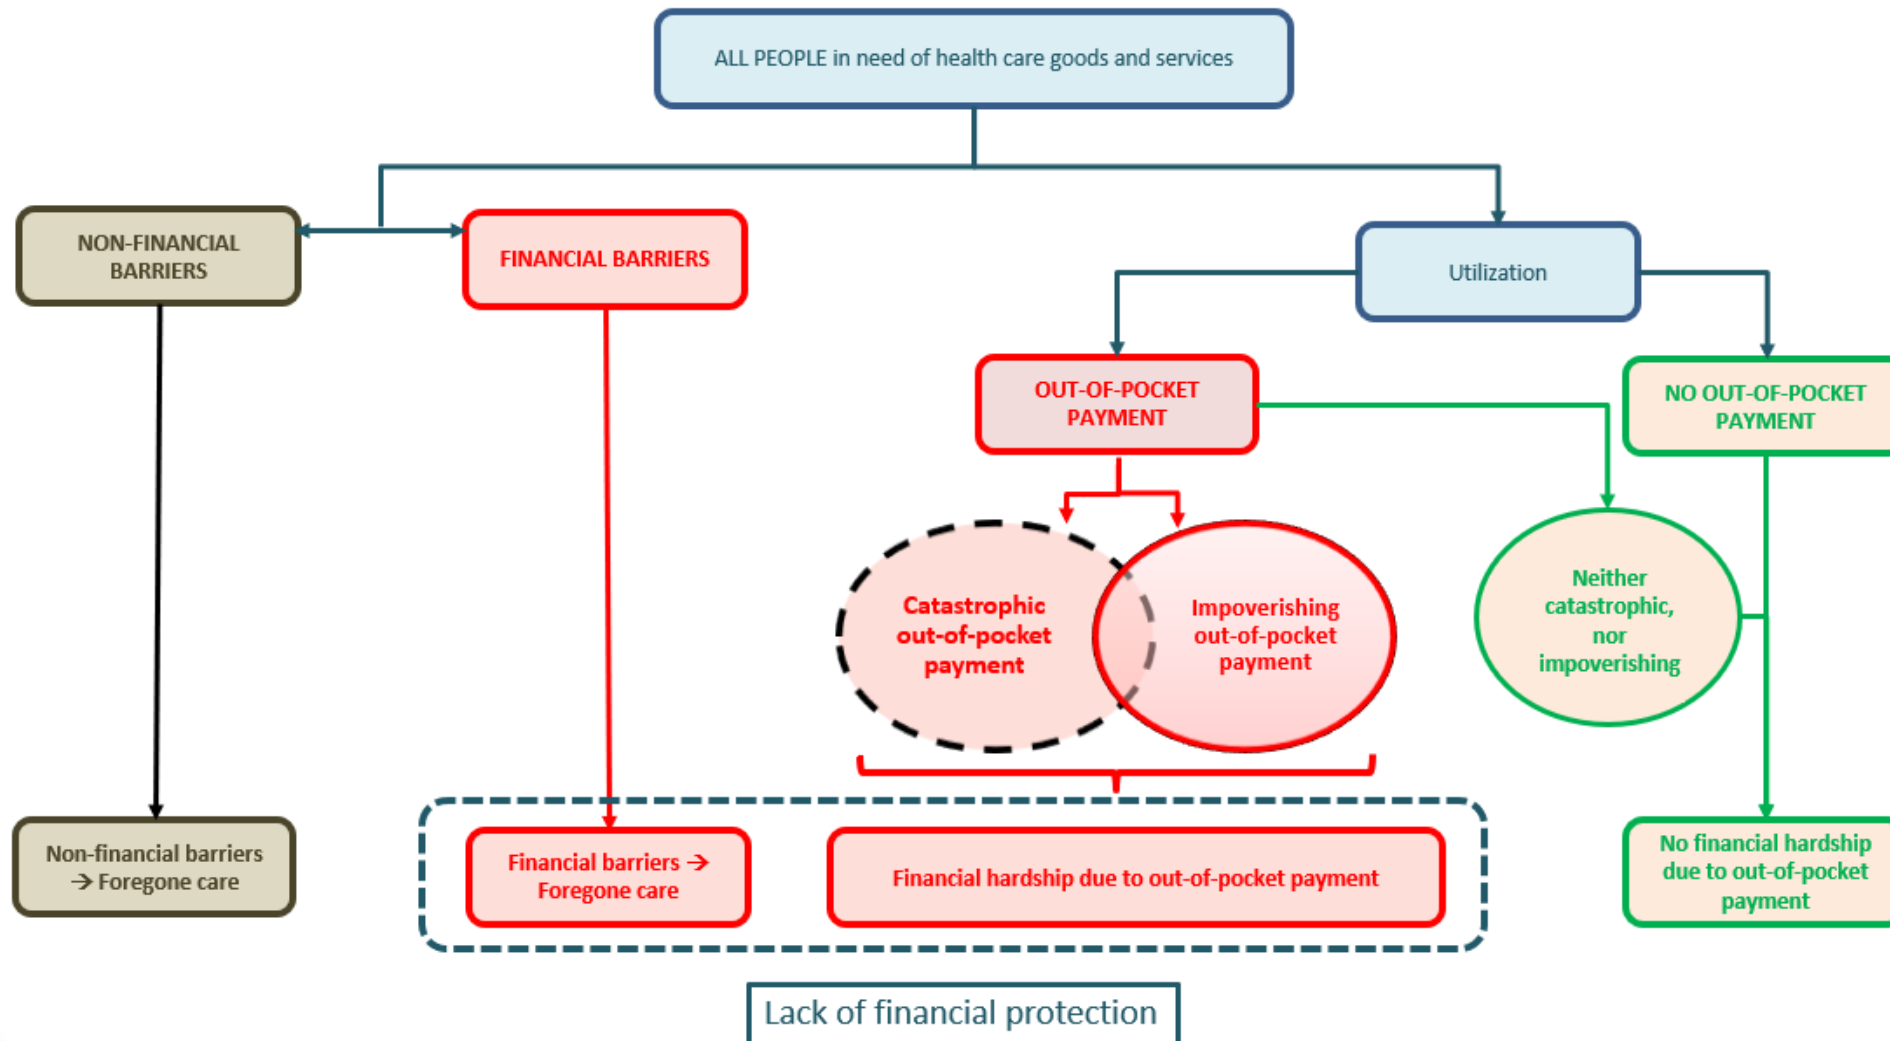 ALL PEOPLE in need of health care goods and services
NON-FINANCIAL
BARRIERS
FINANCIAL BARRIERS
Utilization
OUT-OF-POCKET
PAYMENT
NO OUT-OF-POCKET
PAYMENT
Catastrophic
out-of-pocket
payment
Impoverishing
out-of-pocket
payment
Neither
catastrophic,
nor
impoverishing
Non-financial barriers
→ Foregone care
Financial barriers →
Foregone care
Financial hardship due to out-of-pocket payment
No financial hardship
due to out-of-pocket
payment
Lack of financial protection